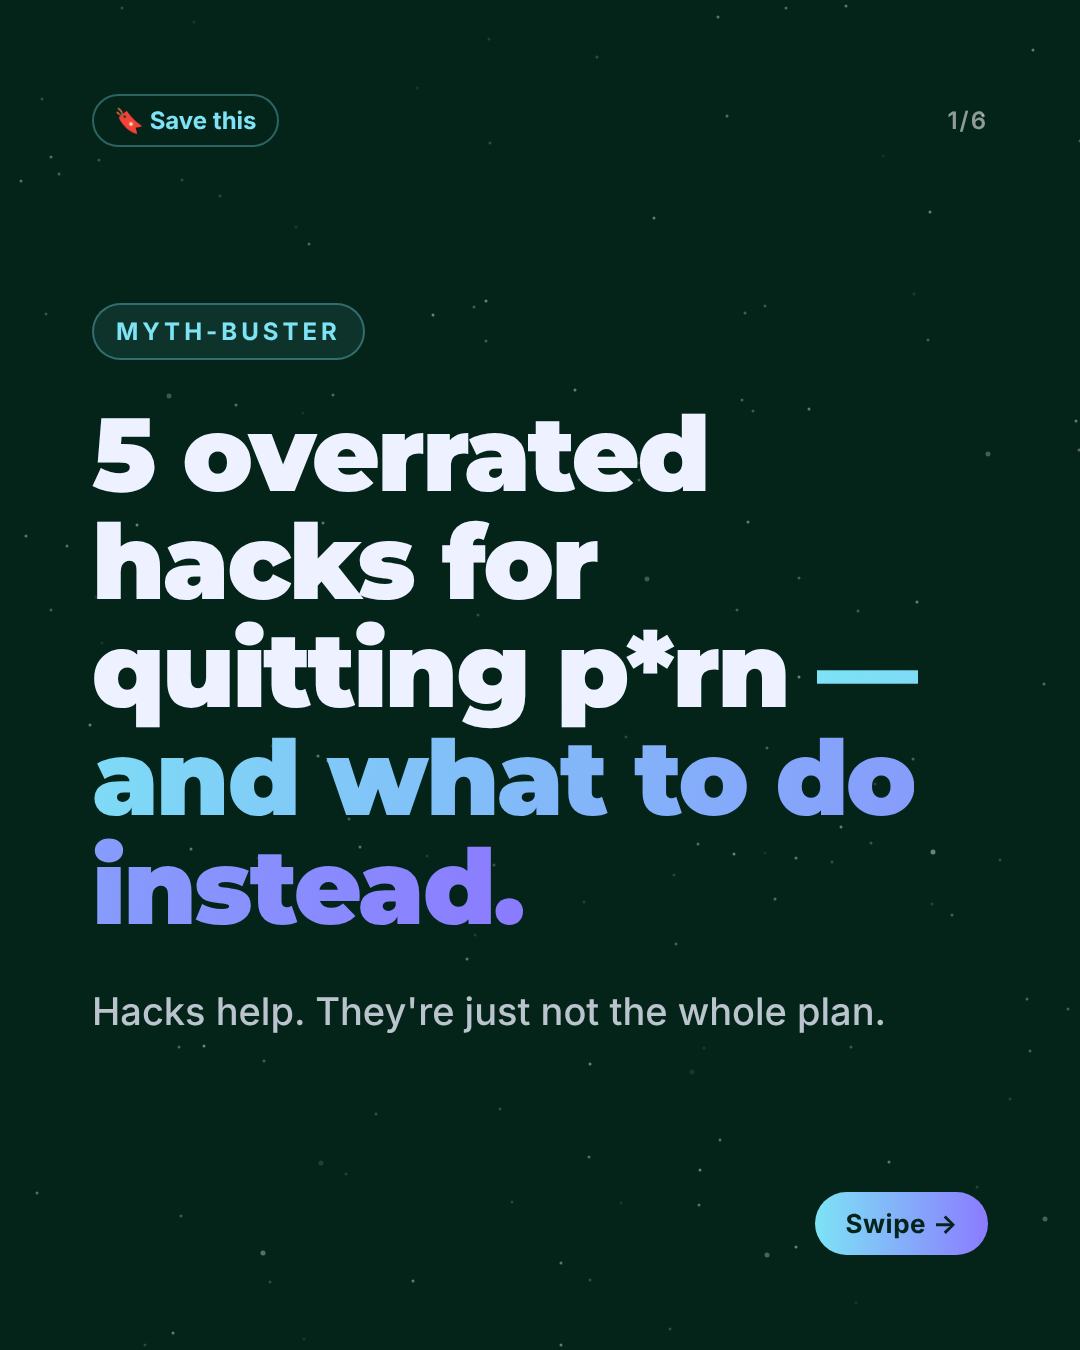 🔖 Save this
1/6
MYTH-BUSTER
5 overrated
hacks for
quitting p*rn —
and what to do
instead.
Hacks help. They're just not the whole plan.
Swipe →